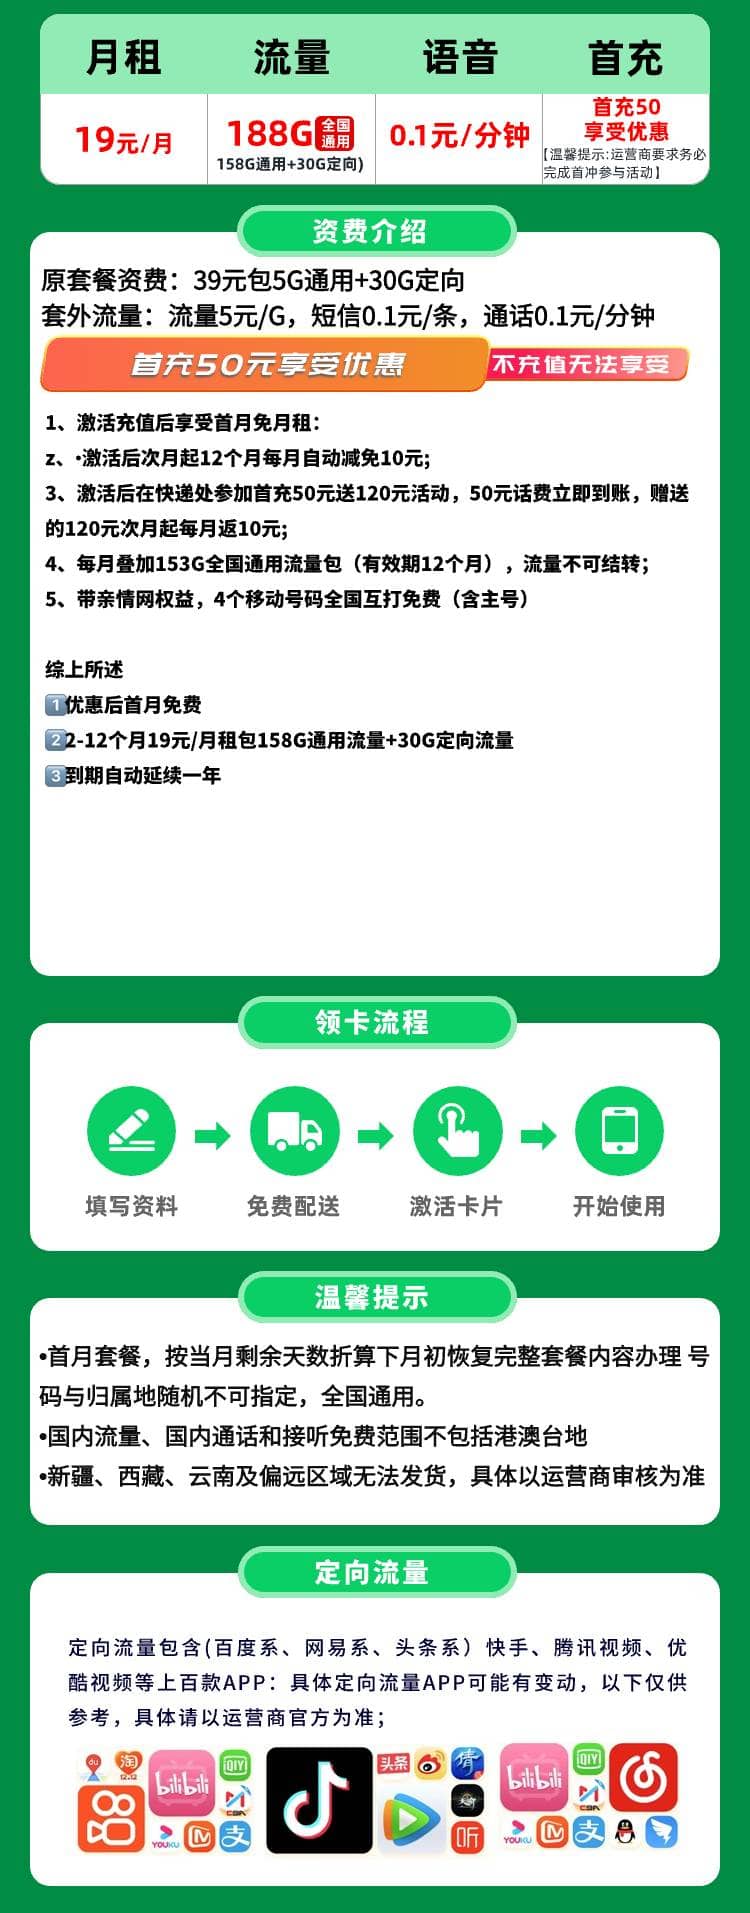 月租 流量 语音 首充
19元/月 188G 全国通用 0.1元/分钟 首充50
享受优惠
158G通用+30G定向)
【温馨提示:运营商要求务必
完成首冲参与活动】
资费介绍
原套餐资费：39元包5G通用+30G定向
套外流量：流量5元/G，短信0.1元/条，通话0.1元/分钟
首充50元享受优惠 不充值无法享受
1、激活充值后享受首月免月租：
z、·激活后次月起12个月每月自动减免10元;
3、激活后在快递处参加首充50元送120元活动，50元话费立即到账，赠送
的120元次月起每月返10元;
4、每月叠加153G全国通用流量包（有效期12个月），流量不可结转；
5、带亲情网权益，4个移动号码全国互打免费（含主号）
综上所述
1优惠后首月免费
22-12个月19元/月租包158G通用流量+30G定向流量
3到期自动延续一年
领卡流程
填写资料 免费配送 激活卡片 开始使用
温馨提示
•首月套餐，按当月剩余天数折算下月初恢复完整套餐内容办理 号
码与归属地随机不可指定，全国通用。
•国内流量、国内通话和接听免费范围不包括港澳台地
•新疆、西藏、云南及偏远区域无法发货，具体以运营商审核为准
定向流量
定向流量包含(百度系、网易系、头条系）快手、腾讯视频、优
酷视频等上百款APP：具体定向流量APP可能有变动，以下仅供
参考，具体请以运营商官方为准；
du 淘 12.12 bilibili QIY CBA YOUKU 支 头条 倩 听 bilibili QIY CBA YOUKU 支